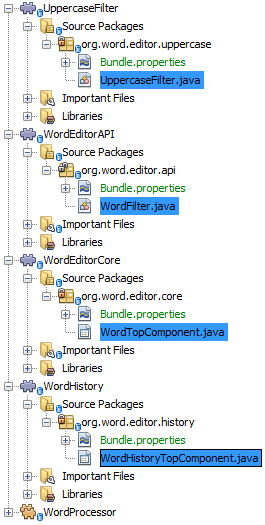 UppercaseFilter
Source Packages
org.word.editor.uppercase
Bundle.properties
UppercaseFilter.java
Important Files
Libraries
WordEditorAPI
Source Packages
org.word.editor.api
Bundle.properties
WordFilter.java
Important Files
Libraries
WordEditorCore
Source Packages
org.word.editor.core
Bundle.properties
WordTopComponent.java
Important Files
Libraries
WordHistory
Source Packages
org.word.editor.history
Bundle.properties
WordHistoryTopComponent.java
Important Files
Libraries
WordProcessor